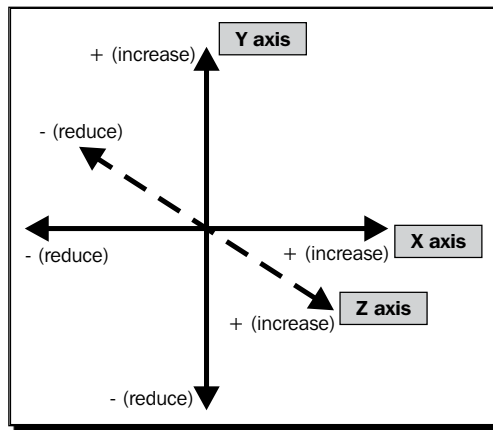 Y axis
+ (increase)
- (reduce)
- (reduce)
+ (increase)
X axis
Z axis
+ (increase)
- (reduce)